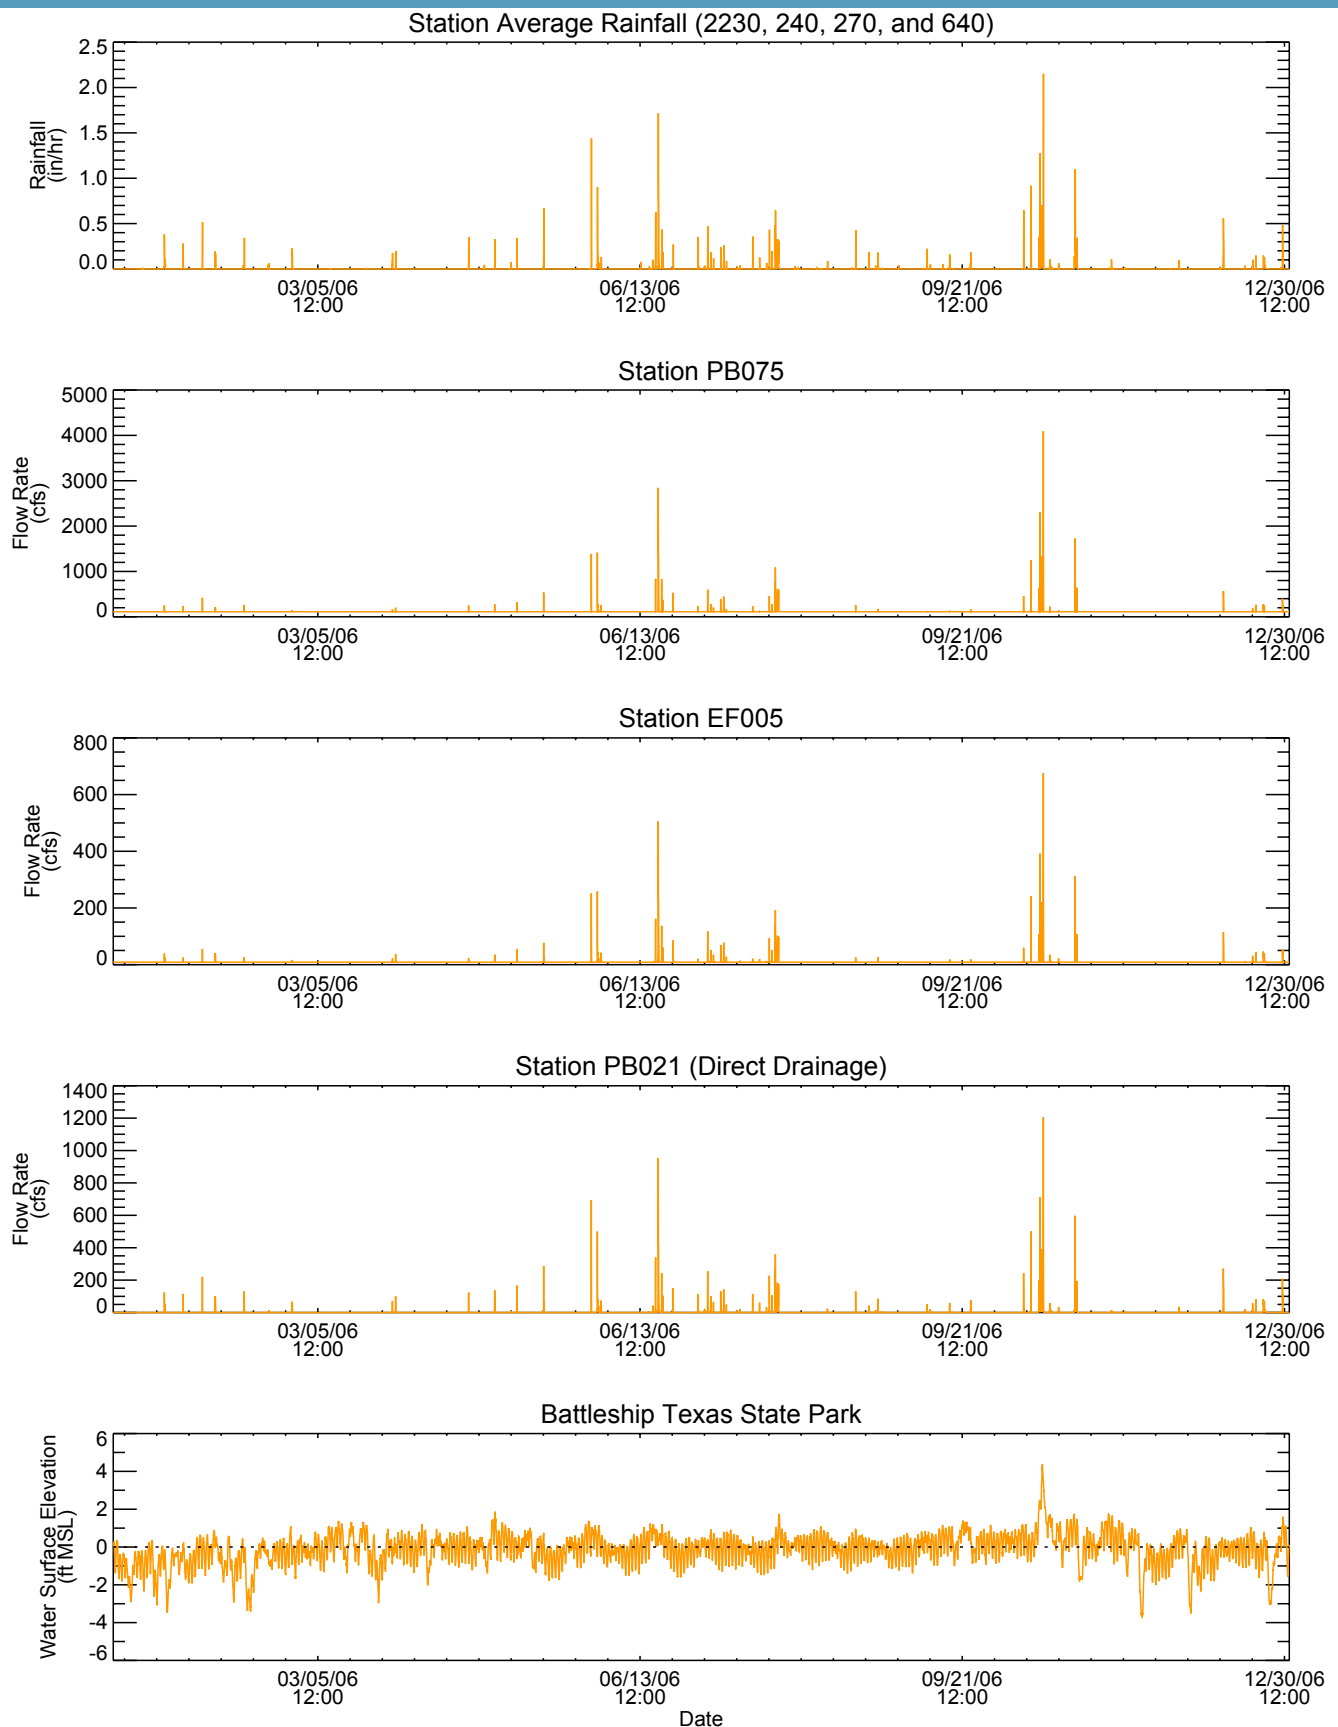 Station Average Rainfall (2230, 240, 270, and 640)
2.5
2.0
1.5
1.0
0.5
0.0
Rainfall
(in/hr)
03/05/06 06/13/06 09/21/06 12/30/06
12:00 12:00 12:00 12:00
Station PB075
5000
4000
3000
2000
1000
0
Flow Rate
(cfs)
03/05/06 06/13/06 09/21/06 12/30/06
12:00 12:00 12:00 12:00
Station EF005
800
600
400
200
0
Flow Rate
(cfs)
03/05/06 06/13/06 09/21/06 12/30/06
12:00 12:00 12:00 12:00
Station PB021 (Direct Drainage)
1400
1200
1000
800
600
400
200
0
Flow Rate
(cfs)
03/05/06 06/13/06 09/21/06 12/30/06
12:00 12:00 12:00 12:00
Battleship Texas State Park
6
4
2
0
-2
-4
-6
Water Surface Elevation
(ft MSL)
03/05/06 06/13/06 09/21/06 12/30/06
12:00 12:00 12:00 12:00
Date